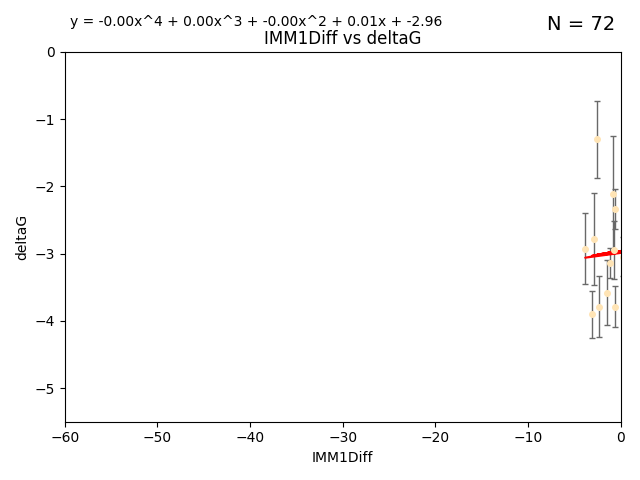 y = -0.00x^4 + 0.00x^3 + -0.00x^2 + 0.01x + -2.96
N = 72
IMM1Diff vs deltaG
0
−1
−2
−3
−4
−5
deltaG
−60 −50 −40 −30 −20 −10 0
IMM1Diff